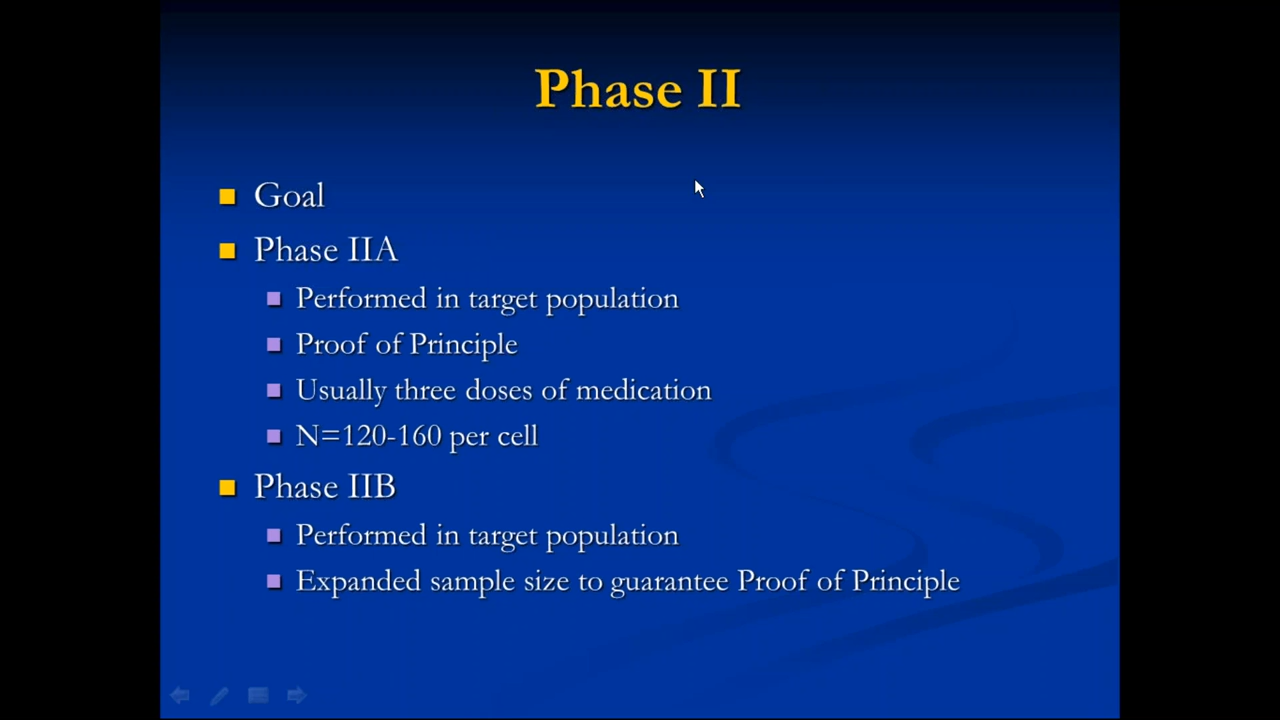 Phase II
Goal
Phase IIA
Performed in target population
Proof of Principle
Usually three doses of medication
N=120-160 per cell
Phase IIB
Performed in target population
Expanded sample size to guarantee Proof of Principle